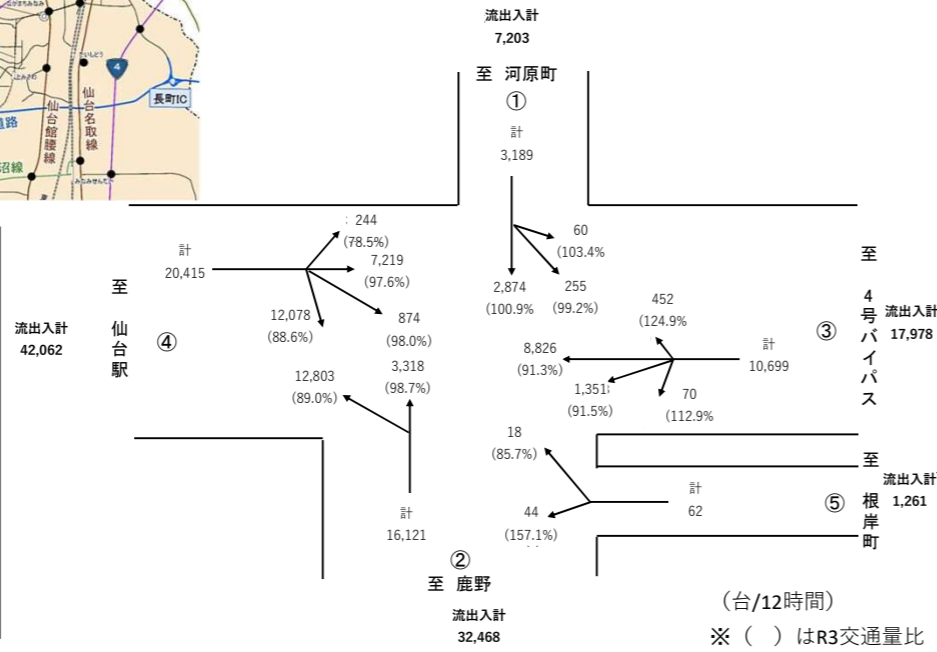 4
長町IC
仙台館腰線
仙台名取線
道路
沼線
流出入計
7,203
至 河原町
①
計
3,189
60
(103.4%
2,874
(100.9%
255
(99.2%)
244
(78.5%)
計
20,415
7,219
(97.6%)
12,078
(88.6%)
874
(98.0%)
至 仙台駅
④
流出入計
42,062
12,803
(89.0%)
3,318
(98.7%)
計
16,121
②
至 鹿野
流出入計
32,468
452
(124.9%
8,826
(91.3%)
1,351
(91.5%)
70
(112.9%
計
10,699
③
至 4号バイパス
流出入計
17,978
18
(85.7%)
44
(157.1%)
計
62
⑤
至 根岸町
流出入計
1,261
（台/12時間）
※（ ）はR3交通量比